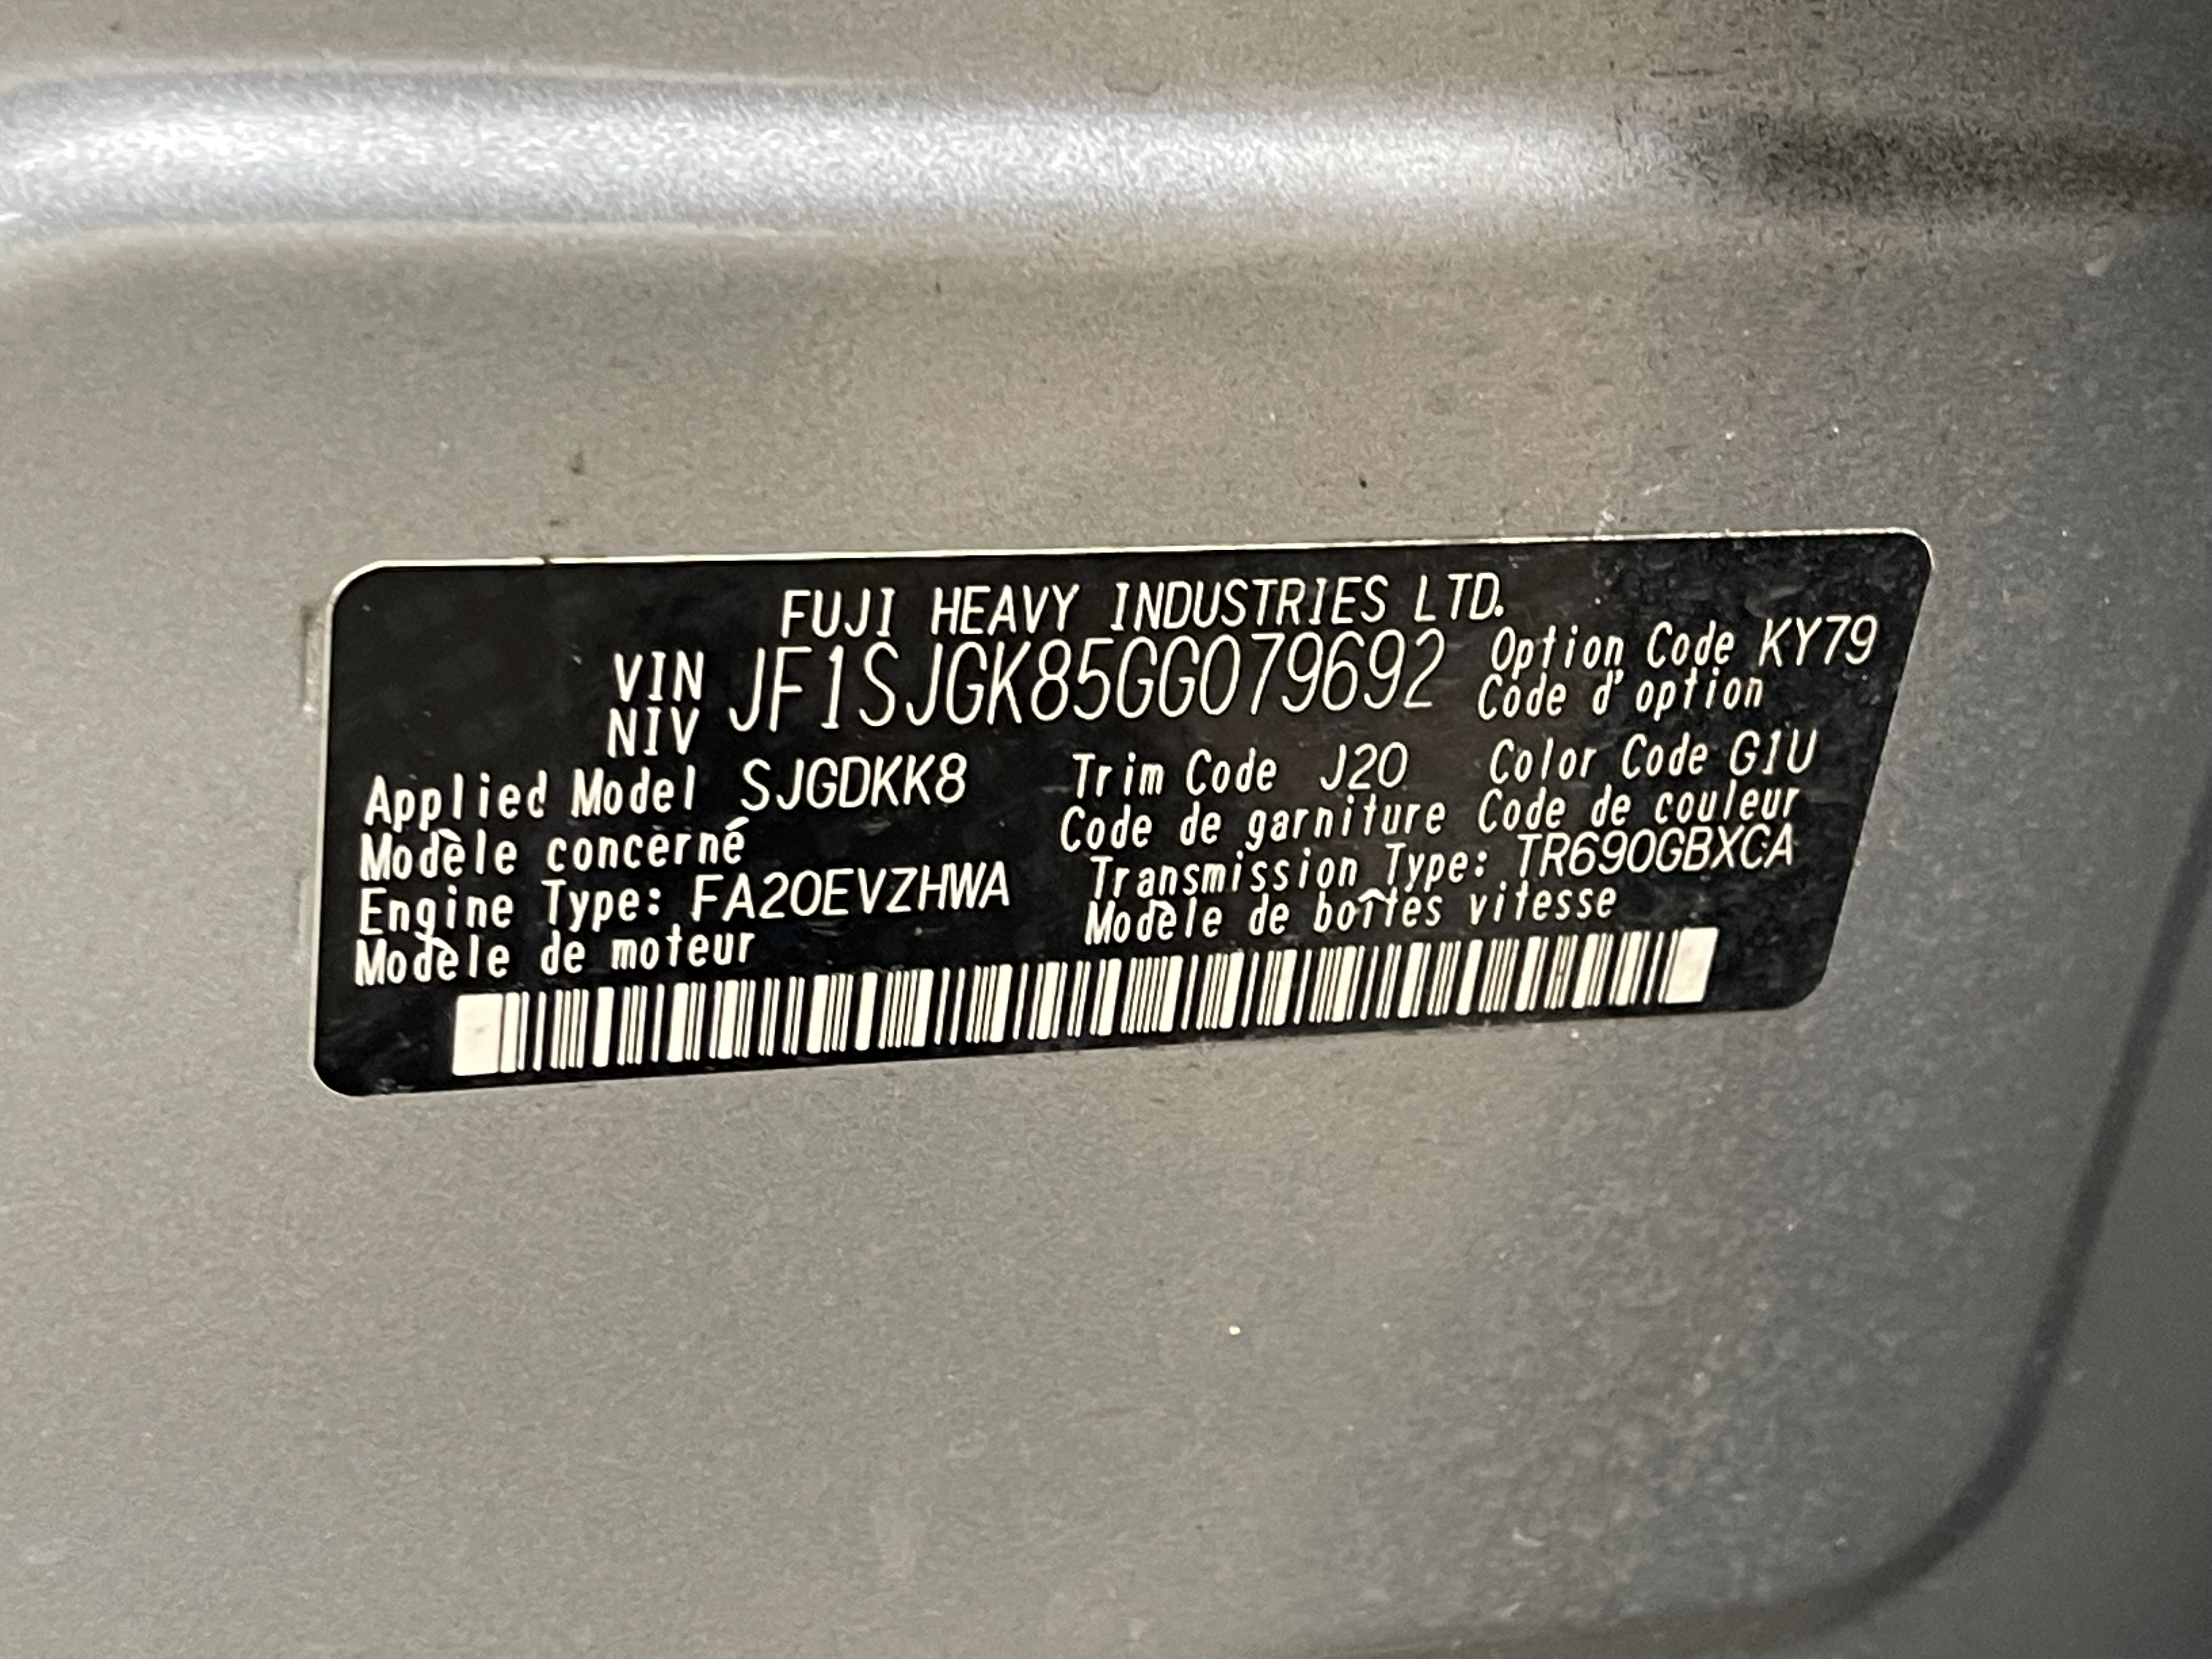 FUJI HEAVY INDUSTRIES LTD.
VIN NIV JF1SJGK85GG079692 Option Code KY79
Code d'option
Applied Model SJGDKK8 Trim Code J20 Color Code G1U
Modèle concerné Code de garniture Code de couleur
Engine Type: FA20EVZHWA Transmission Type: TR690GBXCA
Modèle de moteur Modèle de boîtes vitesse